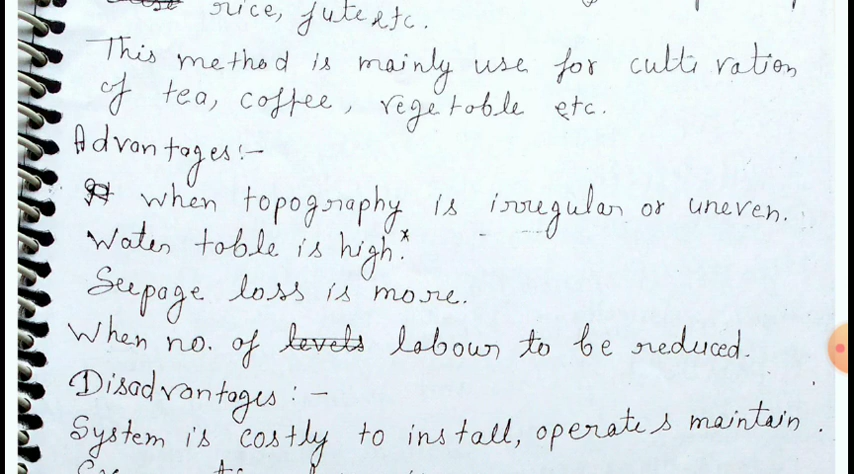 rice, jute etc.
This method is mainly use for culti vation
of tea, coffee, vegetable etc.
Advantages:-
when topography is irregular or uneven.
Water table is high.*
Seepage loss is more.
When no. of levels labour to be reduced.
Disadvantages: -
System is costly to install, operate & maintain.